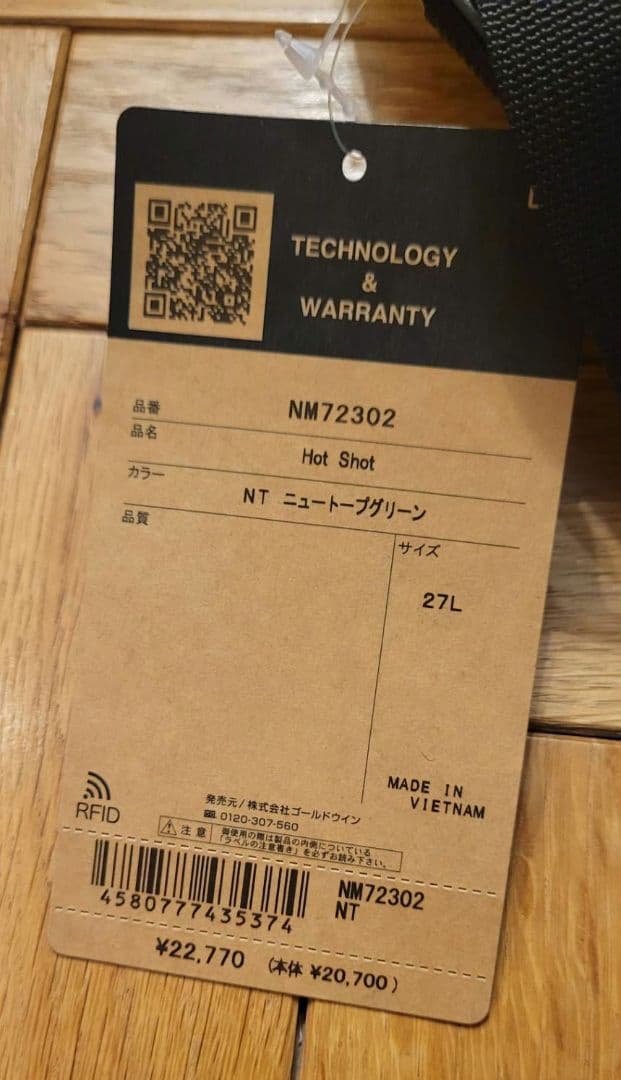 L
TECHNOLOGY
&
WARRANTY
品番 NM72302
品名 Hot Shot
カラー NT ニュートープグリーン
品質
サイズ
27L
MADE IN
VIETNAM
RFID
発売元/株式会社ゴールドウイン
0120-307-560
注意 御使用の際は製品の内側についている
「ラベルの注意書き」を必ずお読み下さい。
4580777435374
NM72302
NT
¥22,770 (本体 ¥20,700)